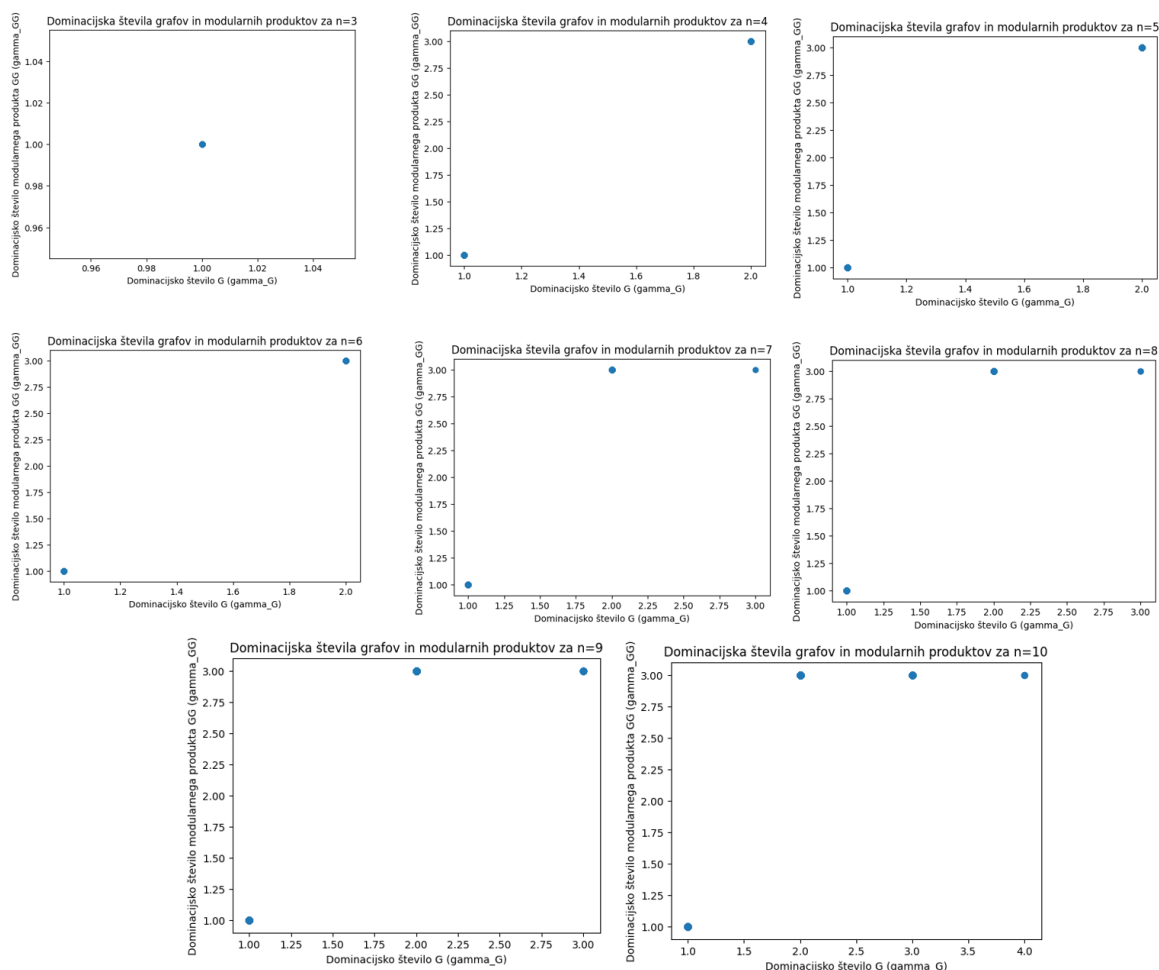 Dominacijska števila grafov in modularnih produktov za n=3
Dominacijsko število modularnega produkta GG (gamma_GG)
1.04
1.02
1.00
0.98
0.96
0.96 0.98 1.00 1.02 1.04
Dominacijsko število G (gamma_G)
Dominacijska števila grafov in modularnih produktov za n=4
Dominacijsko število modularnega produkta GG (gamma_GG)
3.00
2.75
2.50
2.25
2.00
1.75
1.50
1.25
1.00
1.0 1.2 1.4 1.6 1.8 2.0
Dominacijsko število G (gamma_G)
Dominacijska števila grafov in modularnih produktov za n=5
Dominacijsko število modularnega produkta GG (gamma_GG)
3.00
2.75
2.50
2.25
2.00
1.75
1.50
1.25
1.00
1.0 1.2 1.4 1.6 1.8 2.0
Dominacijsko število G (gamma_G)
Dominacijska števila grafov in modularnih produktov za n=6
Dominacijsko število modularnega produkta GG (gamma_GG)
3.00
2.75
2.50
2.25
2.00
1.75
1.50
1.25
1.00
1.0 1.2 1.4 1.6 1.8 2.0
Dominacijsko število G (gamma_G)
Dominacijska števila grafov in modularnih produktov za n=7
Dominacijsko število modularnega produkta GG (gamma_GG)
3.00
2.75
2.50
2.25
2.00
1.75
1.50
1.25
1.00
1.00 1.25 1.50 1.75 2.00 2.25 2.50 2.75 3.00
Dominacijsko število G (gamma_G)
Dominacijska števila grafov in modularnih produktov za n=8
Dominacijsko število modularnega produkta GG (gamma_GG)
3.00
2.75
2.50
2.25
2.00
1.75
1.50
1.25
1.00
1.00 1.25 1.50 1.75 2.00 2.25 2.50 2.75 3.00
Dominacijsko število G (gamma_G)
Dominacijska števila grafov in modularnih produktov za n=9
Dominacijsko število modularnega produkta GG (gamma_GG)
3.00
2.75
2.50
2.25
2.00
1.75
1.50
1.25
1.00
1.00 1.25 1.50 1.75 2.00 2.25 2.50 2.75 3.00
Dominacijsko število G (gamma_G)
Dominacijska števila grafov in modularnih produktov za n=10
Dominacijsko število modularnega produkta GG (gamma_GG)
3.00
2.75
2.50
2.25
2.00
1.75
1.50
1.25
1.00
1.0 1.5 2.0 2.5 3.0 3.5 4.0
Dominacijsko število G (gamma_G)